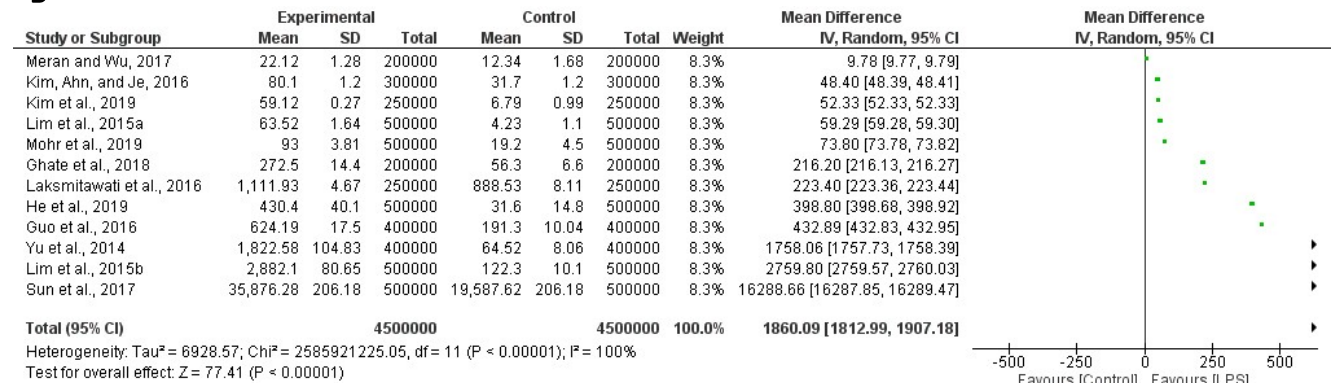 Experimental Control Mean Difference Mean Difference
Study or Subgroup Mean SD Total Mean SD Total Weight IV, Random, 95% CI IV, Random, 95% CI
Meran and Wu, 2017 22.12 1.28 200000 12.34 1.68 200000 8.3% 9.78 [9.77, 9.79]
Kim, Ahn, and Je, 2016 80.1 1.2 300000 31.7 1.2 300000 8.3% 48.40 [48.39, 48.41]
Kim et al., 2019 59.12 0.27 250000 6.79 0.99 250000 8.3% 52.33 [52.33, 52.33]
Lim et al., 2015a 63.52 1.64 500000 4.23 1.1 500000 8.3% 59.29 [59.28, 59.30]
Mohr et al., 2019 93 3.81 500000 19.2 4.5 500000 8.3% 73.80 [73.78, 73.82]
Ghate et al., 2018 272.5 14.4 200000 56.3 6.6 200000 8.3% 216.20 [216.13, 216.27]
Laksmitawati et al., 2016 1,111.93 4.67 250000 888.53 8.11 250000 8.3% 223.40 [223.36, 223.44]
He et al., 2019 430.4 40.1 500000 31.6 14.8 500000 8.3% 398.80 [398.68, 398.92]
Guo et al., 2016 624.19 17.5 400000 191.3 10.04 400000 8.3% 432.89 [432.83, 432.95]
Yu et al., 2014 1,822.58 104.83 400000 64.52 8.06 400000 8.3% 1758.06 [1757.73, 1758.39]
Lim et al., 2015b 2,882.1 80.65 500000 122.3 10.1 500000 8.3% 2759.80 [2759.57, 2760.03]
Sun et al., 2017 35,876.28 206.18 500000 19,587.62 206.18 500000 8.3% 16288.66 [16287.85, 16289.47]
Total (95% CI) 4500000 4500000 100.0% 1860.09 [1812.99, 1907.18]
Heterogeneity: Tau² = 6928.57; Chi² = 2585921225.05, df = 11 (P < 0.00001); I² = 100%
Test for overall effect: Z = 77.41 (P < 0.00001)
-500 -250 0 250 500
Favours [Control] Favours [LPS]